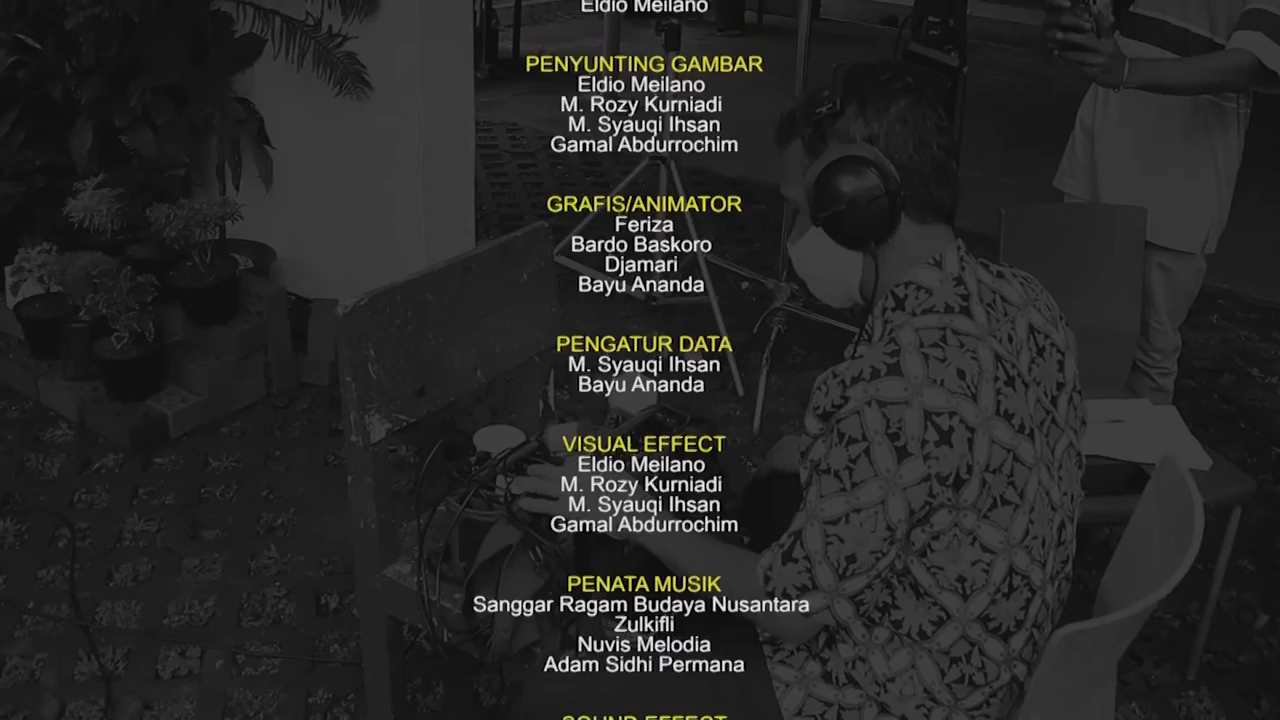 Eldio Meilano
PENYUNTING GAMBAR
Eldio Meilano
M. Rozy Kurniadi
M. Syauqi Ihsan
Gamal Abdurrochim
GRAFIS/ANIMATOR
Feriza
Bardo Baskoro
Djamari
Bayu Ananda
PENGATUR DATA
M. Syauqi Ihsan
Bayu Ananda
VISUAL EFFECT
Eldio Meilano
M. Rozy Kurniadi
M. Syauqi Ihsan
Gamal Abdurrochim
PENATA MUSIK
Sanggar Ragam Budaya Nusantara
Zulkifli
Nuvis Melodia
Adam Sidhi Permana
SOUND EFFECT